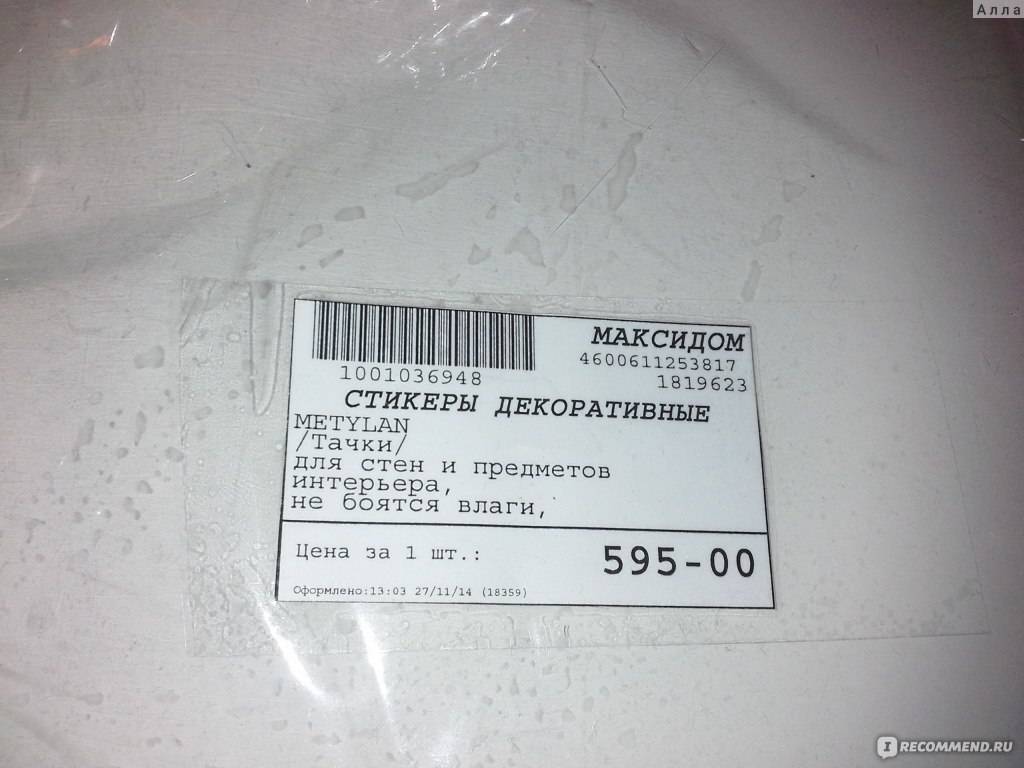 Алла
МАКСИДОМ
4600611253817
1001036948
1819623
СТИКЕРЫ ДЕКОРАТИВНЫЕ
METYLAN
/Тачки/
для стен и предметов
интерьера,
не боятся влаги,
Цена за 1 шт.: 595-00
Оформлено:13:03 27/11/14 (18359)
IRECOMMEND.RU